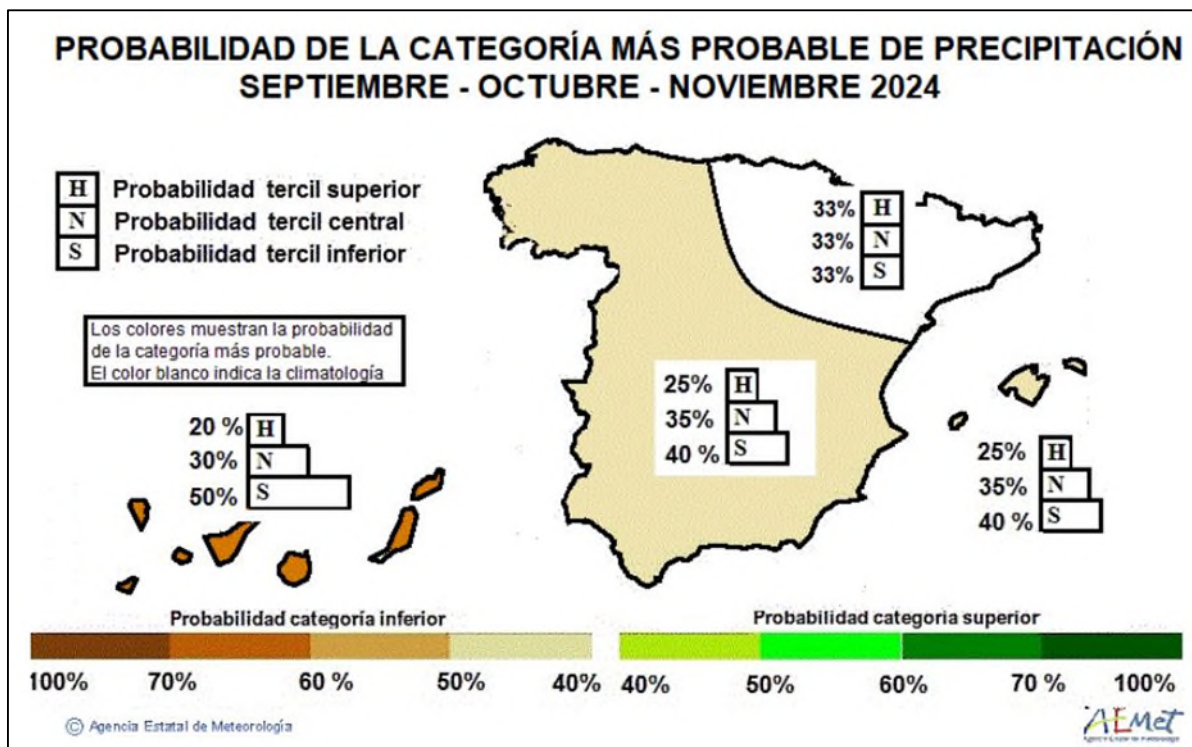 PROBABILIDAD DE LA CATEGORÍA MÁS PROBABLE DE PRECIPITACIÓN
SEPTIEMBRE - OCTUBRE - NOVIEMBRE 2024
H Probabilidad tercil superior
N Probabilidad tercil central
S Probabilidad tercil inferior
Los colores muestran la probabilidad
de la categoría más probable.
El color blanco indica la climatología
33% H
33% N
33% S
25% H
35% N
40 % S
20 % H
30% N
50% S
25% H
35% N
40 % S
Probabilidad categoría inferior
100% 70% 60 % 50% 40%
Probabilidad categoria superior
40% 50% 60% 70 % 100%
© Agencia Estatal de Meteorología
AEMet